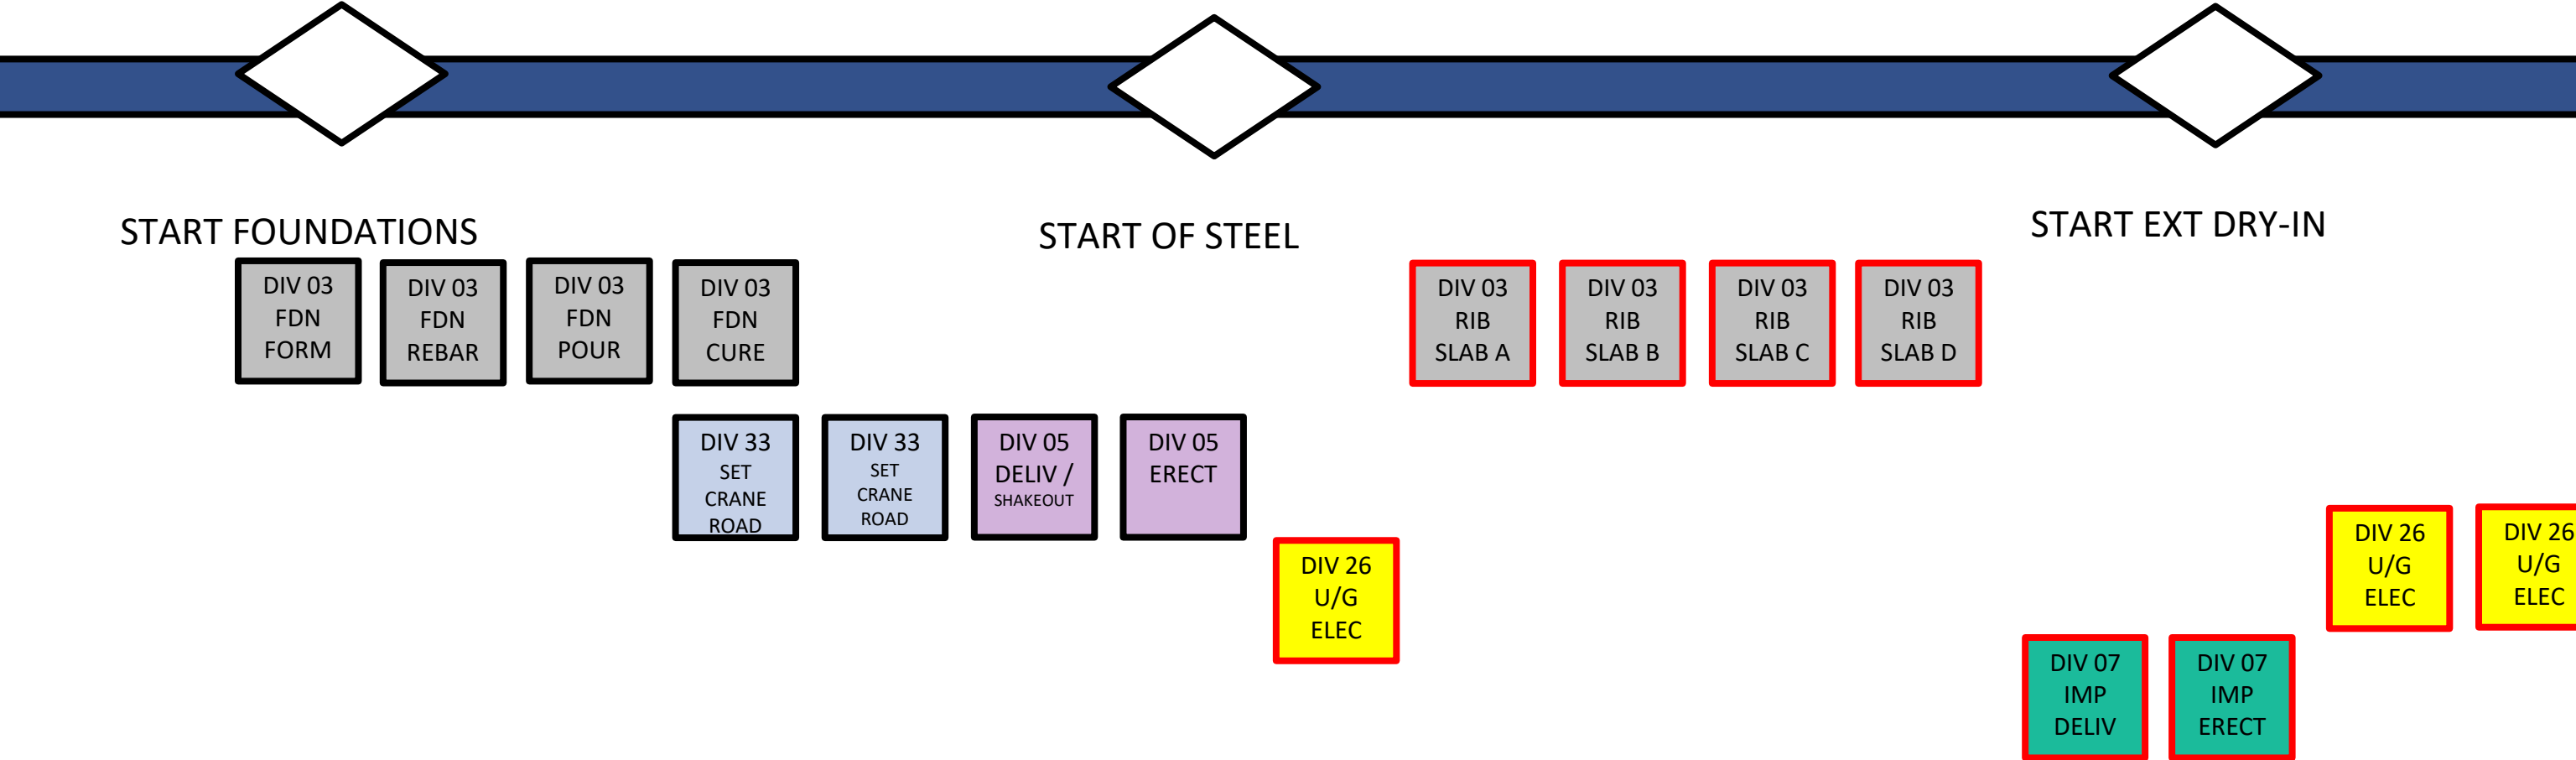 START FOUNDATIONS
START OF STEEL
START EXT DRY-IN
DIV 03
FDN
FORM
DIV 03
FDN
REBAR
DIV 03
FDN
POUR
DIV 03
FDN
CURE
DIV 03
RIB
SLAB A
DIV 03
RIB
SLAB B
DIV 03
RIB
SLAB C
DIV 03
RIB
SLAB D
DIV 33
SET
CRANE
ROAD
DIV 33
SET
CRANE
ROAD
DIV 05
DELIV /
SHAKEOUT
DIV 05
ERECT
DIV 26
U/G
ELEC
DIV 26
U/G
ELEC
DIV 26
U/G
ELEC
DIV 07
IMP
DELIV
DIV 07
IMP
ERECT